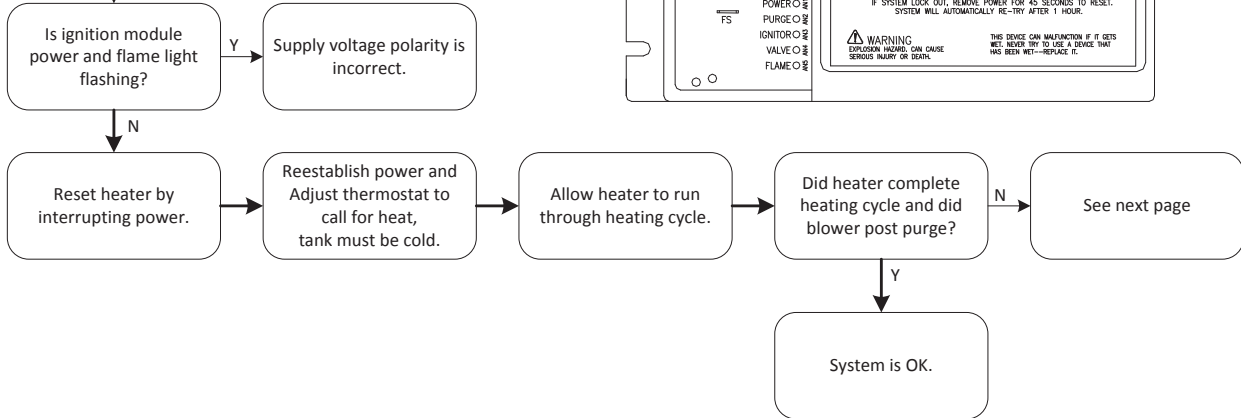 IF SYSTEM LOCK OUT, REMOVE POWER FOR 45 SECONDS TO RESET.
SYSTEM WILL AUTOMATICALLY RE-TRY AFTER 1 HOUR.
POWER AN1
FS
PURGE AN2
IGNITOR AN3
VALVE AN4
FLAME AN5
WARNING
EXPLOSION HAZARD. CAN CAUSE
SERIOUS INJURY OR DEATH.
THIS DEVICE CAN MALFUNCTION IF IT GETS
WET. NEVER TRY TO USE A DEVICE THAT
HAS BEEN WET--REPLACE IT.
Is ignition module
power and flame light
flashing?
Y
Supply voltage polarity is
incorrect.
N
Reset heater by
interrupting power.
Reestablish power and
Adjust thermostat to
call for heat,
tank must be cold.
Allow heater to run
through heating cycle.
Did heater complete
heating cycle and did
blower post purge?
N
See next page
Y
System is OK.